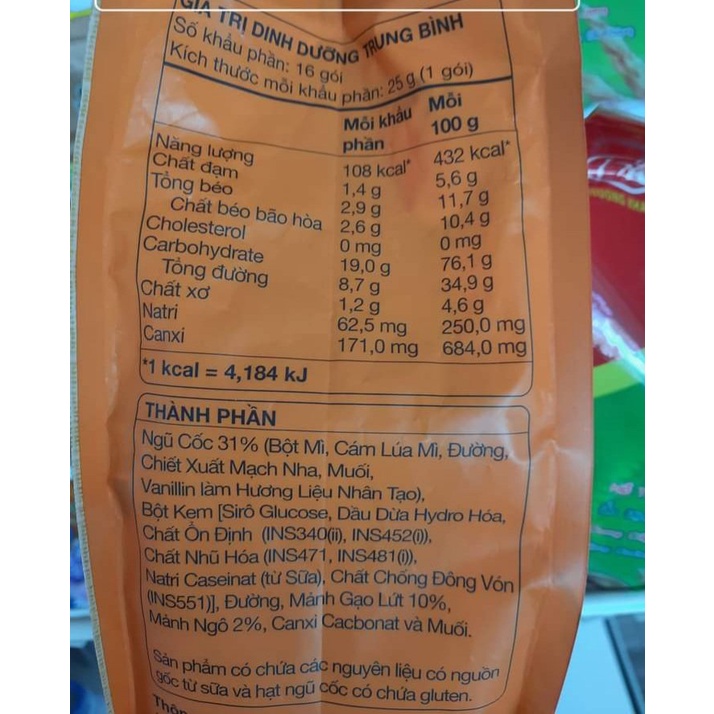 GIÁ TRỊ DINH DƯỠNG TRUNG BÌNH
Số khẩu phần: 16 gói
Kích thước mỗi khẩu phần: 25 g (1 gói)
Mỗi khẩu phần Mỗi 100 g
Năng lượng 108 kcal* 432 kcal*
Chất đạm 1,4 g 5,6 g
Tổng béo 2,9 g 11,7 g
Chất béo bão hòa 2,6 g 10,4 g
Cholesterol 0 mg 0 mg
Carbohydrate 19,0 g 76,1 g
Tổng đường 8,7 g 34,9 g
Chất xơ 1,2 g 4,6 g
Natri 62,5 mg 250,0 mg
Canxi 171,0 mg 684,0 mg
*1 kcal = 4,184 kJ
THÀNH PHẦN
Ngũ Cốc 31% (Bột Mì, Cám Lúa Mì, Đường,
Chiết Xuất Mạch Nha, Muối,
Vanillin làm Hương Liệu Nhân Tạo),
Bột Kem [Sirô Glucose, Dầu Dừa Hydro Hóa,
Chất Ổn Định (INS340(ii), INS452(i)),
Chất Nhũ Hóa (INS471, INS481(i)),
Natri Caseinat (từ Sữa), Chất Chống Đông Vón
(INS551)], Đường, Mảnh Gạo Lứt 10%,
Mảnh Ngô 2%, Canxi Cacbonat và Muối.
Sản phẩm có chứa các nguyên liệu có nguồn
gốc từ sữa và hạt ngũ cốc có chứa gluten.